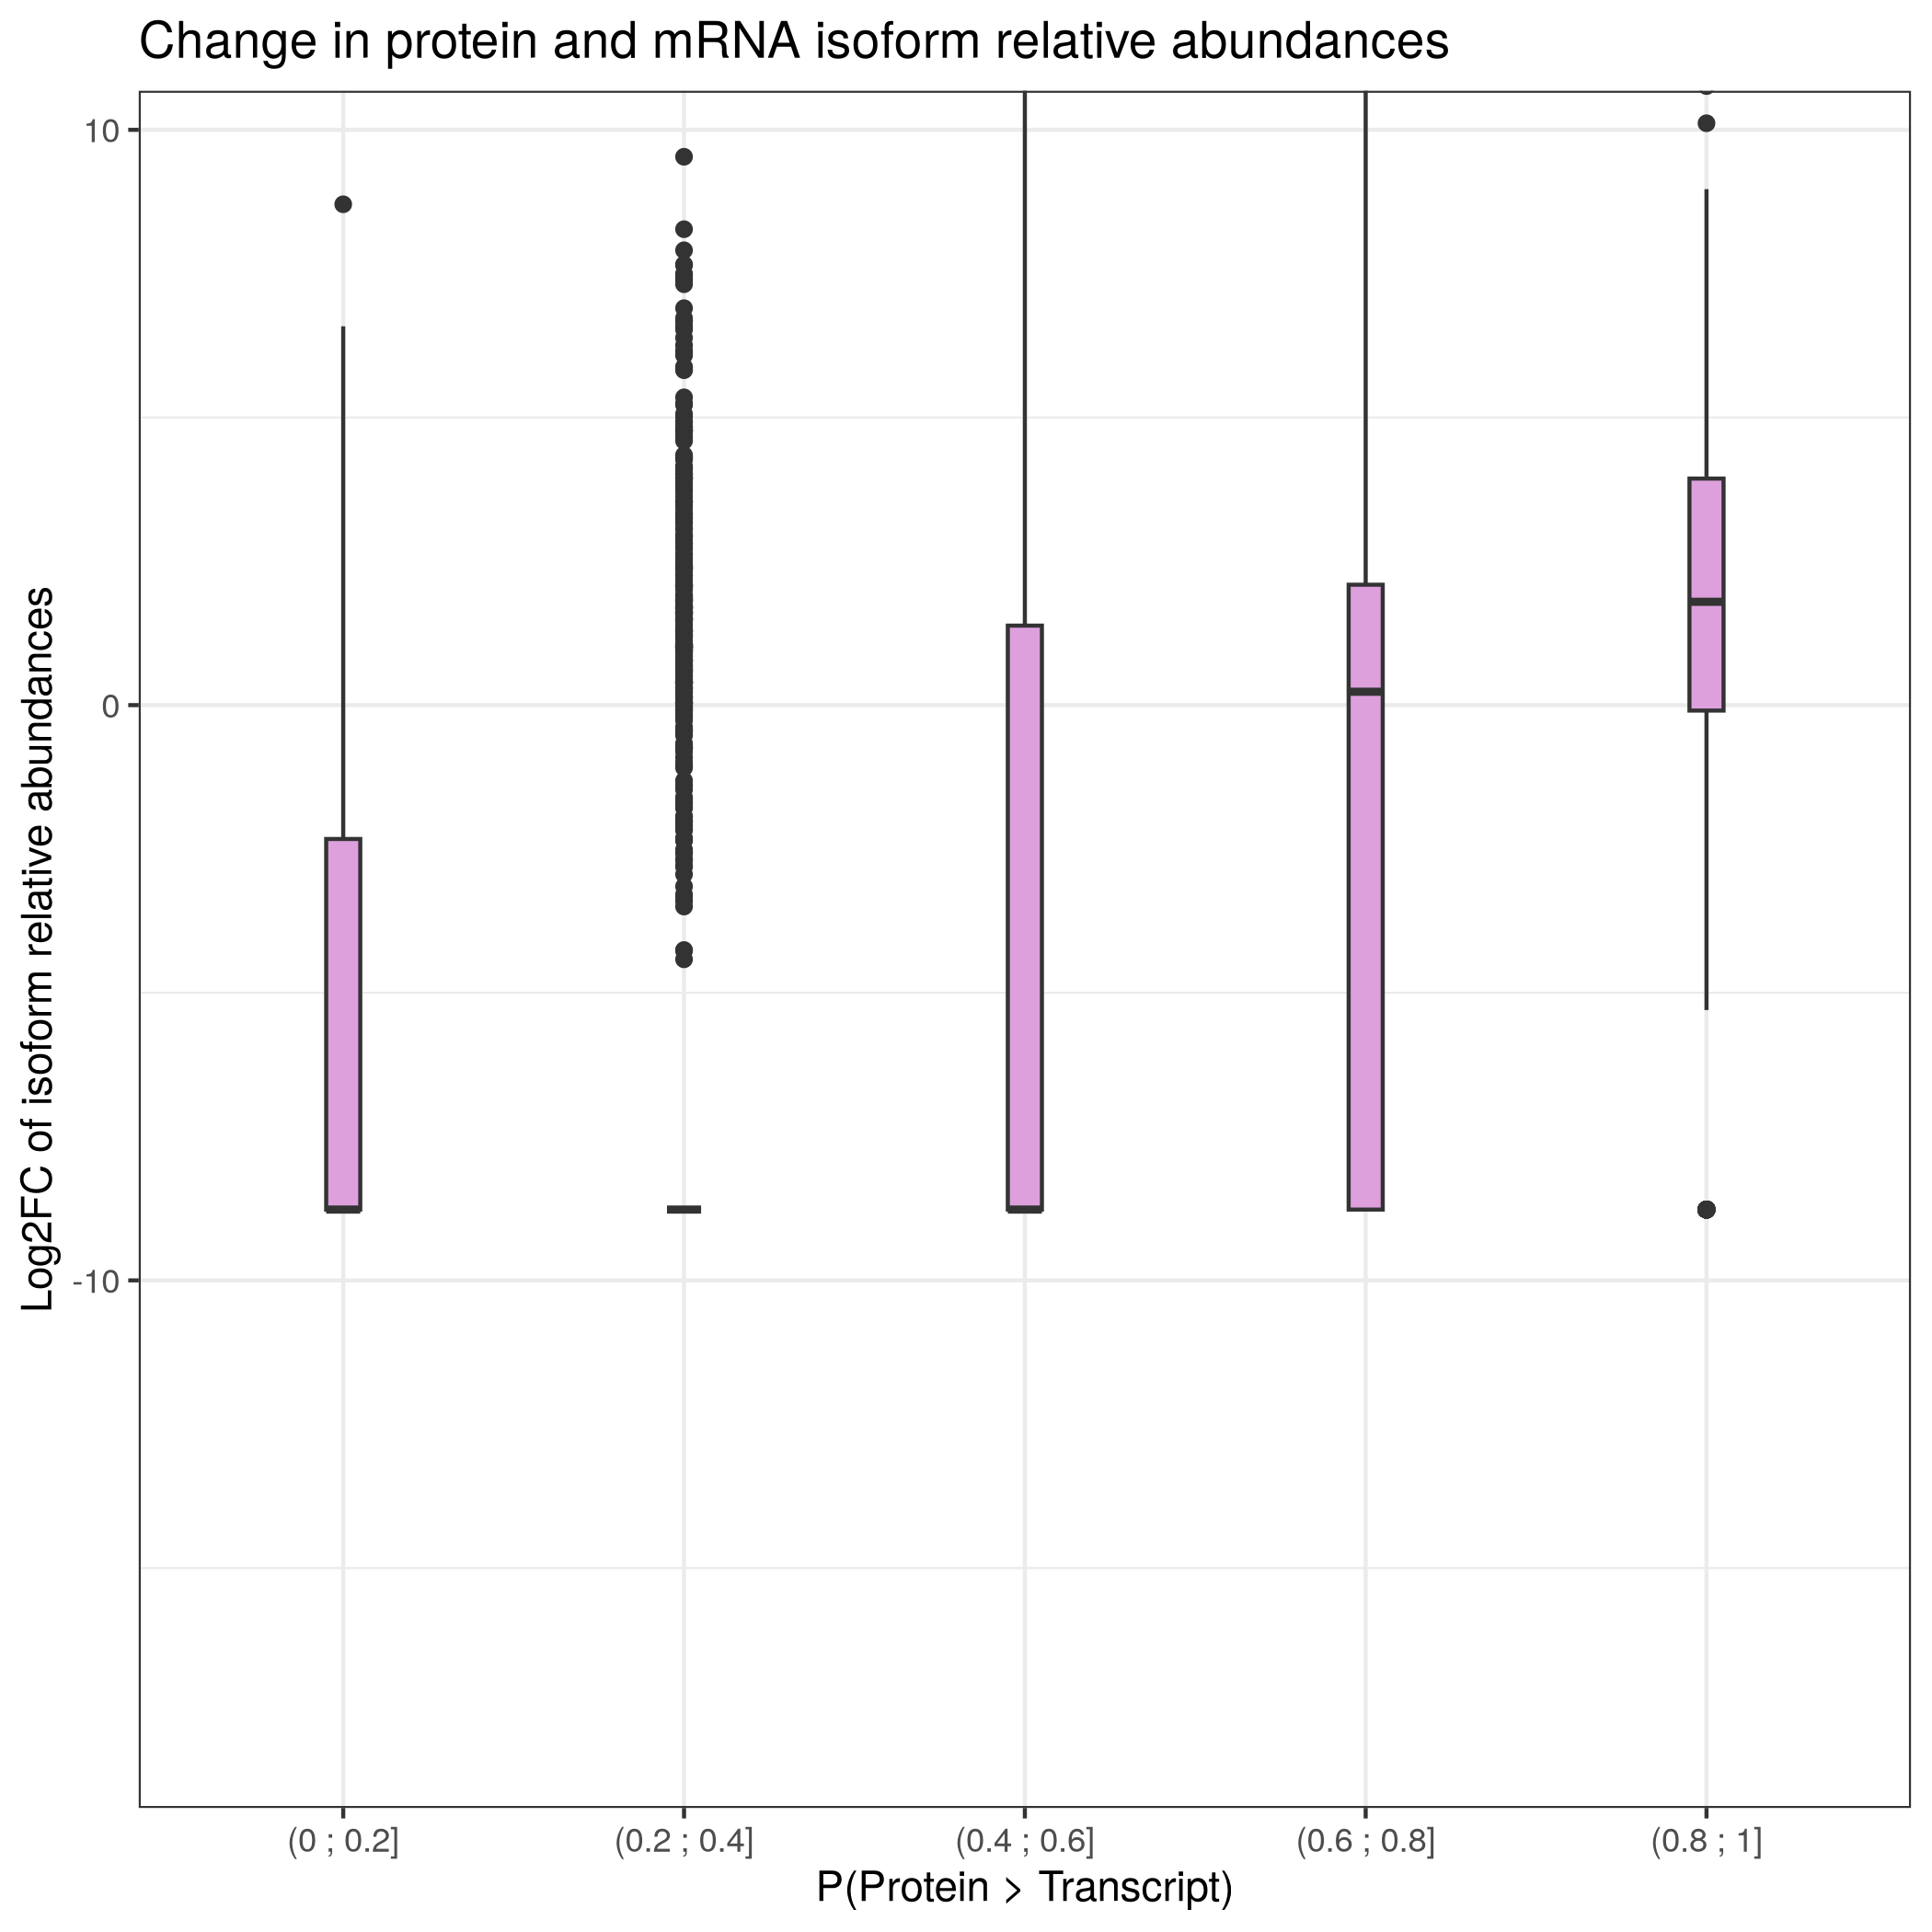 Change in protein and mRNA isoform relative abundances
10
0
-10
Log2FC of isoform relative abundances
(0 ; 0.2]
(0.2 ; 0.4]
(0.4 ; 0.6]
(0.6 ; 0.8]
(0.8 ; 1]
P(Protein > Transcript)